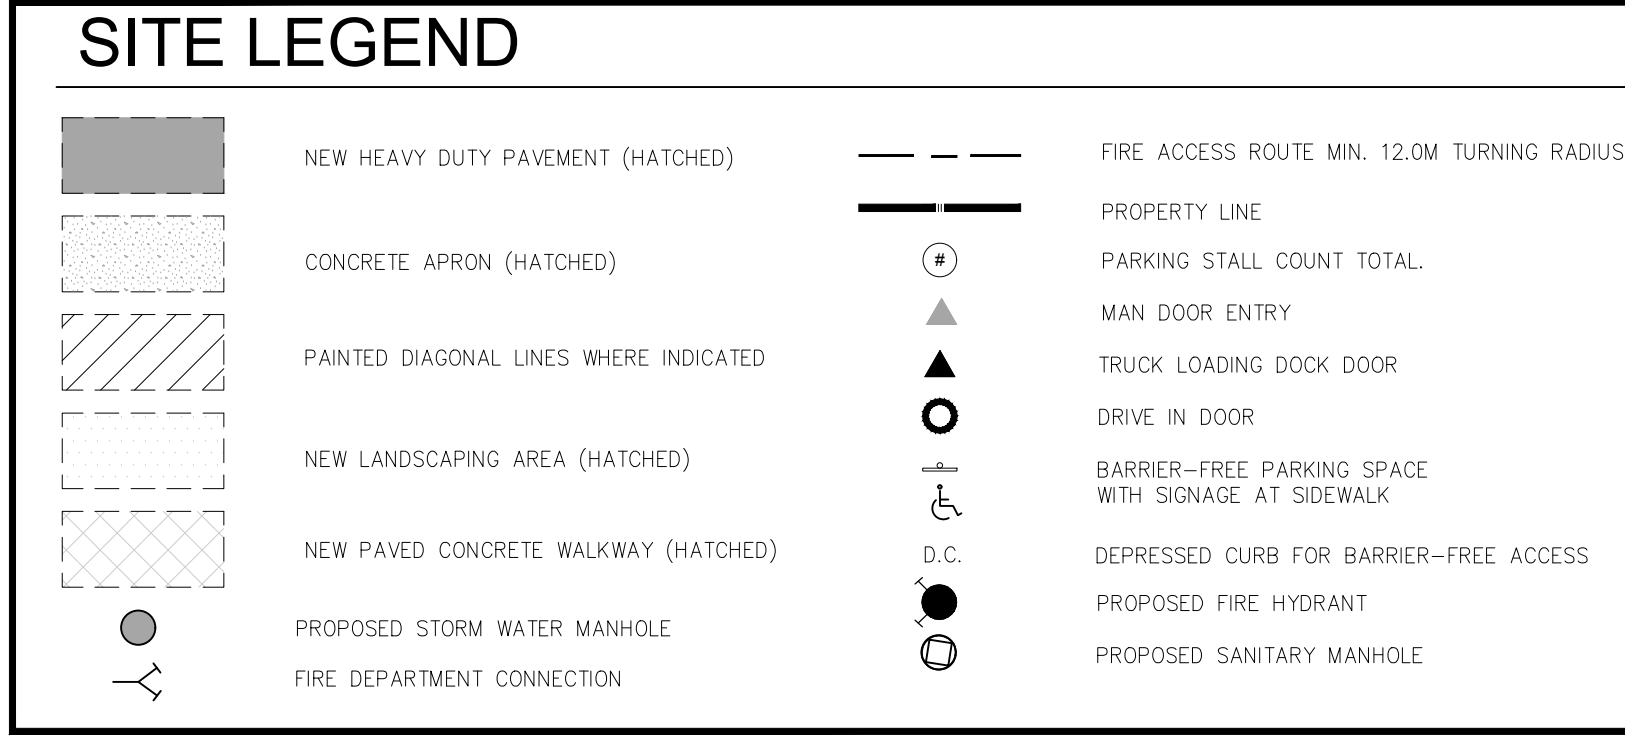 SITE LEGEND
NEW HEAVY DUTY PAVEMENT (HATCHED)
CONCRETE APRON (HATCHED)
PAINTED DIAGONAL LINES WHERE INDICATED
NEW LANDSCAPING AREA (HATCHED)
NEW PAVED CONCRETE WALKWAY (HATCHED)
PROPOSED STORM WATER MANHOLE
FIRE DEPARTMENT CONNECTION
FIRE ACCESS ROUTE MIN. 12.0M TURNING RADIUS
PROPERTY LINE
# PARKING STALL COUNT TOTAL.
MAN DOOR ENTRY
TRUCK LOADING DOCK DOOR
DRIVE IN DOOR
BARRIER-FREE PARKING SPACE
WITH SIGNAGE AT SIDEWALK
D.C. DEPRESSED CURB FOR BARRIER-FREE ACCESS
PROPOSED FIRE HYDRANT
PROPOSED SANITARY MANHOLE